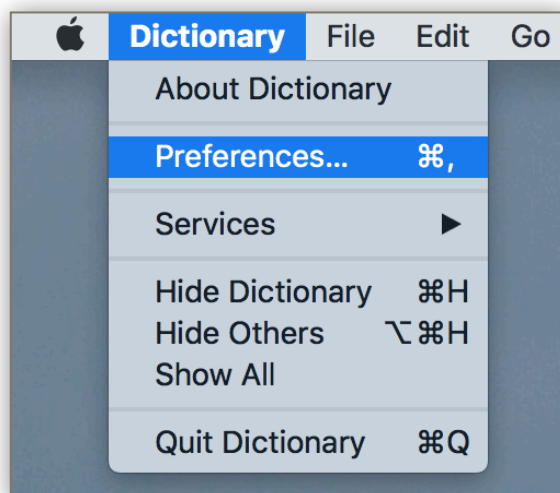 Dictionary File Edit Go
About Dictionary
Preferences... ⌘,
Services ▶
Hide Dictionary ⌘H
Hide Others ⌥⌘H
Show All
Quit Dictionary ⌘Q